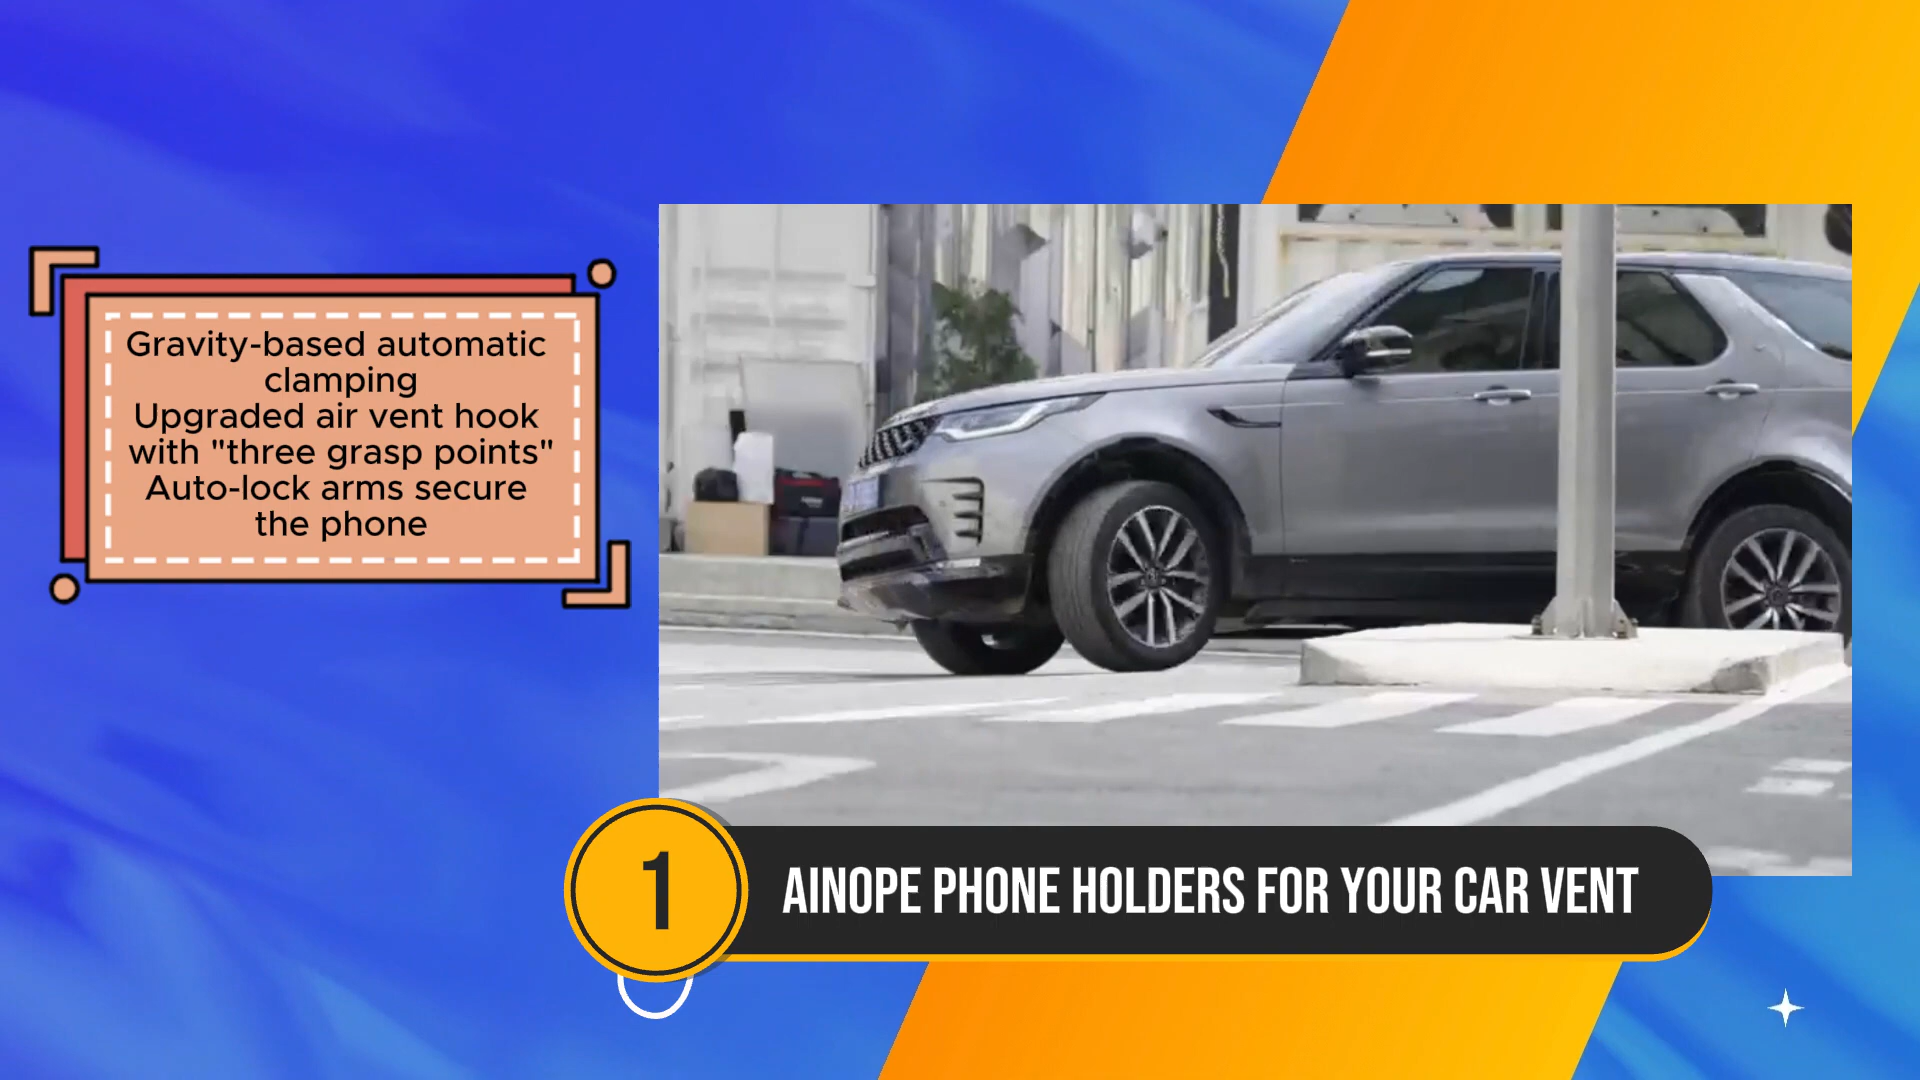 Gravity-based automatic
clamping
Upgraded air vent hook
with "three grasp points"
Auto-lock arms secure
the phone
1
AINOPE PHONE HOLDERS FOR YOUR CAR VENT